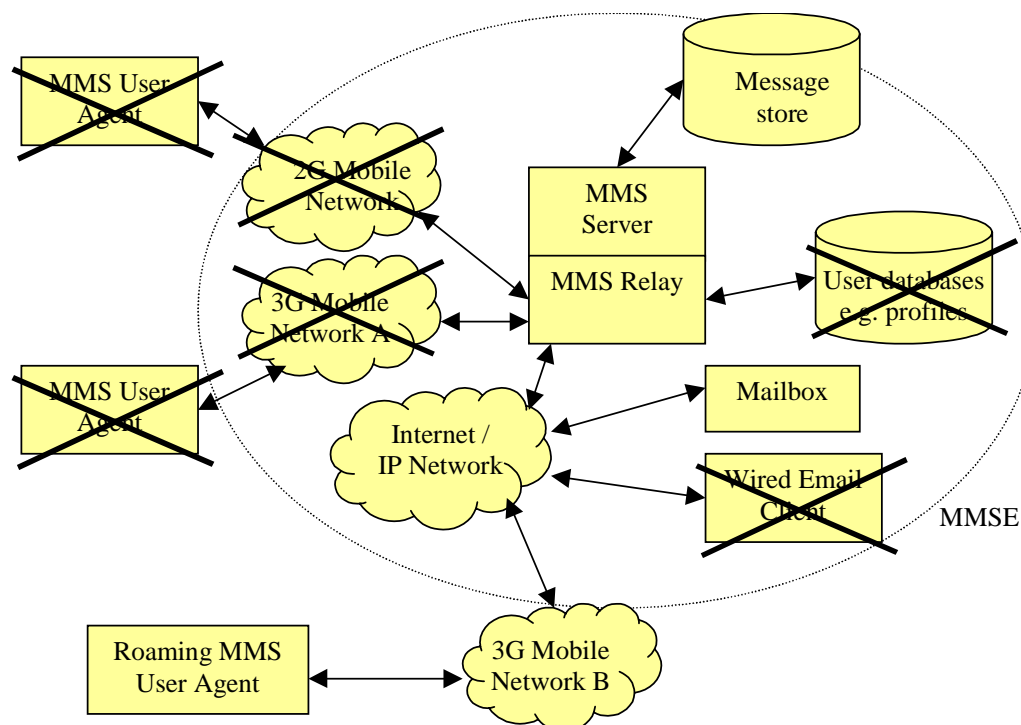 MMS User
Agent
2G Mobile
Network
Message
store
MMS
Server
MMS Relay
User databases
e.g. profiles
3G Mobile
Network A
MMS User
Agent
Mailbox
Internet /
IP Network
Wired Email
Client
MMSE
Roaming MMS
User Agent
3G Mobile
Network B